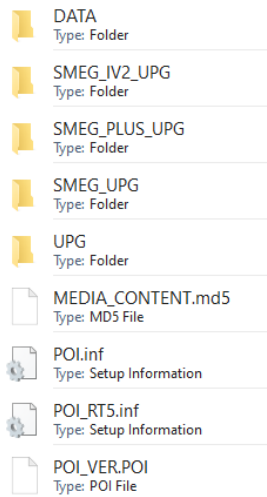 DATA
Type: Folder
SMEG_IV2_UPG
Type: Folder
SMEG_PLUS_UPG
Type: Folder
SMEG_UPG
Type: Folder
UPG
Type: Folder
MEDIA_CONTENT.md5
Type: MD5 File
POI.inf
Type: Setup Information
POI_RT5.inf
Type: Setup Information
POI_VER.POI
Type: POI File